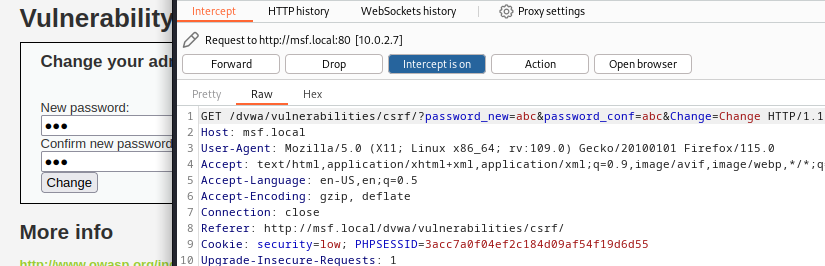 Vulnerability
Change your
New password:
●●●
Confirm new password
●●●
Change
More info
Intercept HTTP history WebSockets history Proxy settings
Request to http://msf.local:80 [10.0.2.7]
Forward Drop Intercept is on Action Open browser
Pretty Raw Hex
1 GET /dvwa/vulnerabilities/csrf/?password_new=abc&password_conf=abc&Change=Change HTTP/1.1
2 Host: msf.local
3 User-Agent: Mozilla/5.0 (X11; Linux x86_64; rv:109.0) Gecko/20100101 Firefox/115.0
4 Accept: text/html,application/xhtml+xml,application/xml;q=0.9,image/avif,image/webp,*/*;q
5 Accept-Language: en-US,en;q=0.5
6 Accept-Encoding: gzip, deflate
7 Connection: close
8 Referer: http://msf.local/dvwa/vulnerabilities/csrf/
9 Cookie: security=low; PHPSESSID=3acc7a0f04ef2c184d09af54f19d6d55
10 Upgrade-Insecure-Requests: 1